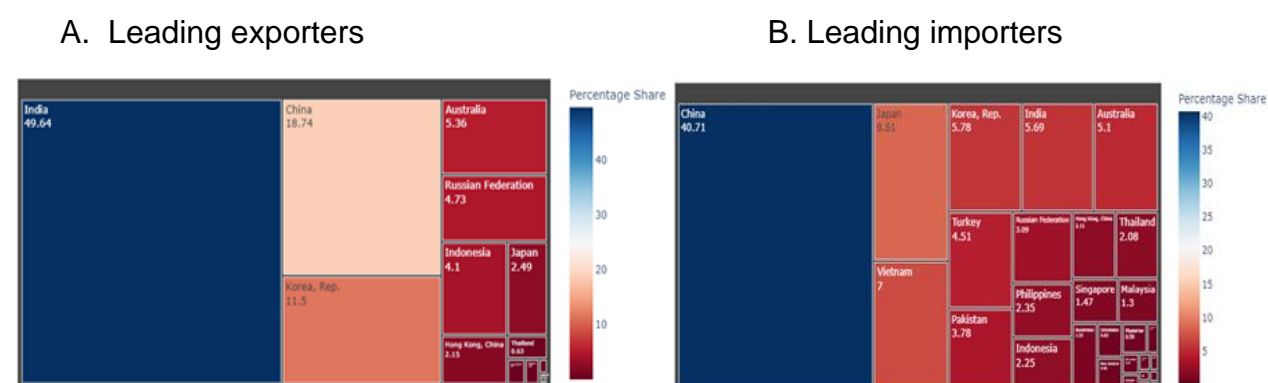 A. Leading exporters
B. Leading importers
India
49.64
China
18.74
Korea, Rep.
11.5
Australia
5.36
Russian Federation
4.73
Indonesia
4.1
Japan
2.49
Hong Kong, China
2.15
Thailand
0.63
Percentage Share
40
30
20
10
China
40.71
Japan
8.61
Vietnam
7
Korea, Rep.
5.78
India
5.69
Australia
5.1
Turkey
4.51
Pakistan
3.78
Russian Federation
3.09
Philippines
2.35
Indonesia
2.25
Hong Kong, China
Thailand
2.08
Singapore
1.47
Malaysia
1.3
Percentage Share
40
35
30
25
20
15
10
5